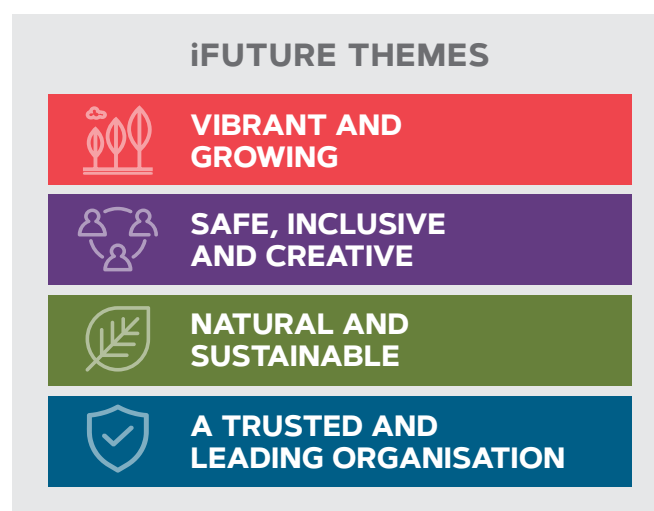 iFUTURE THEMES
VIBRANT AND
GROWING
SAFE, INCLUSIVE
AND CREATIVE
NATURAL AND
SUSTAINABLE
A TRUSTED AND
LEADING ORGANISATION